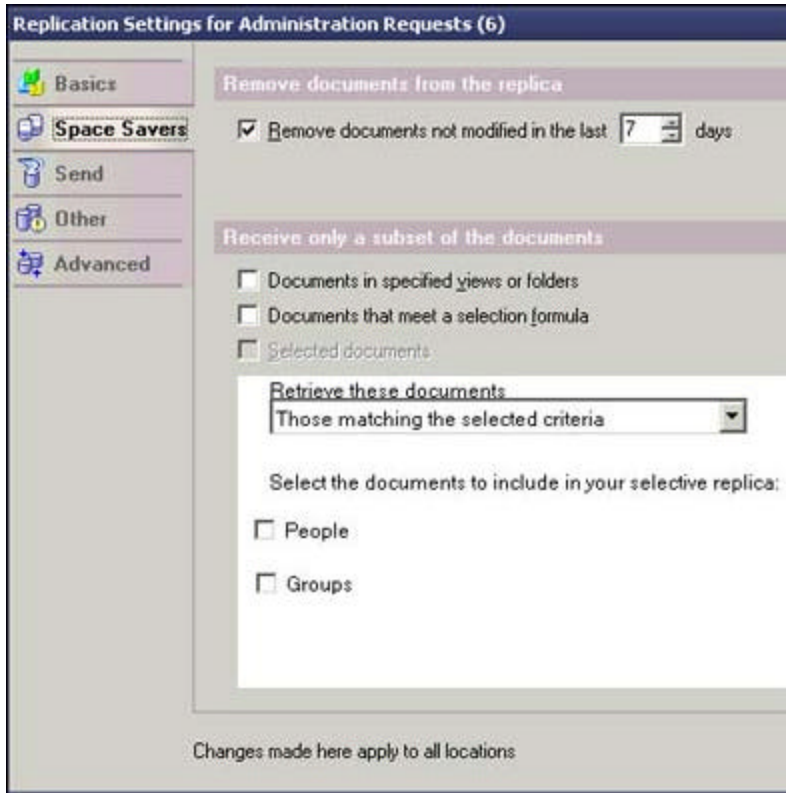 Replication Settings for Administration Requests (6)
Basics
Space Savers
Send
Other
Advanced
Remove documents from the replica
Remove documents not modified in the last 7 days
Receive only a subset of the documents
Documents in specified views or folders
Documents that meet a selection formula
Selected documents
Retrieve these documents
Those matching the selected criteria
Select the documents to include in your selective replica:
People
Groups
Changes made here apply to all locations